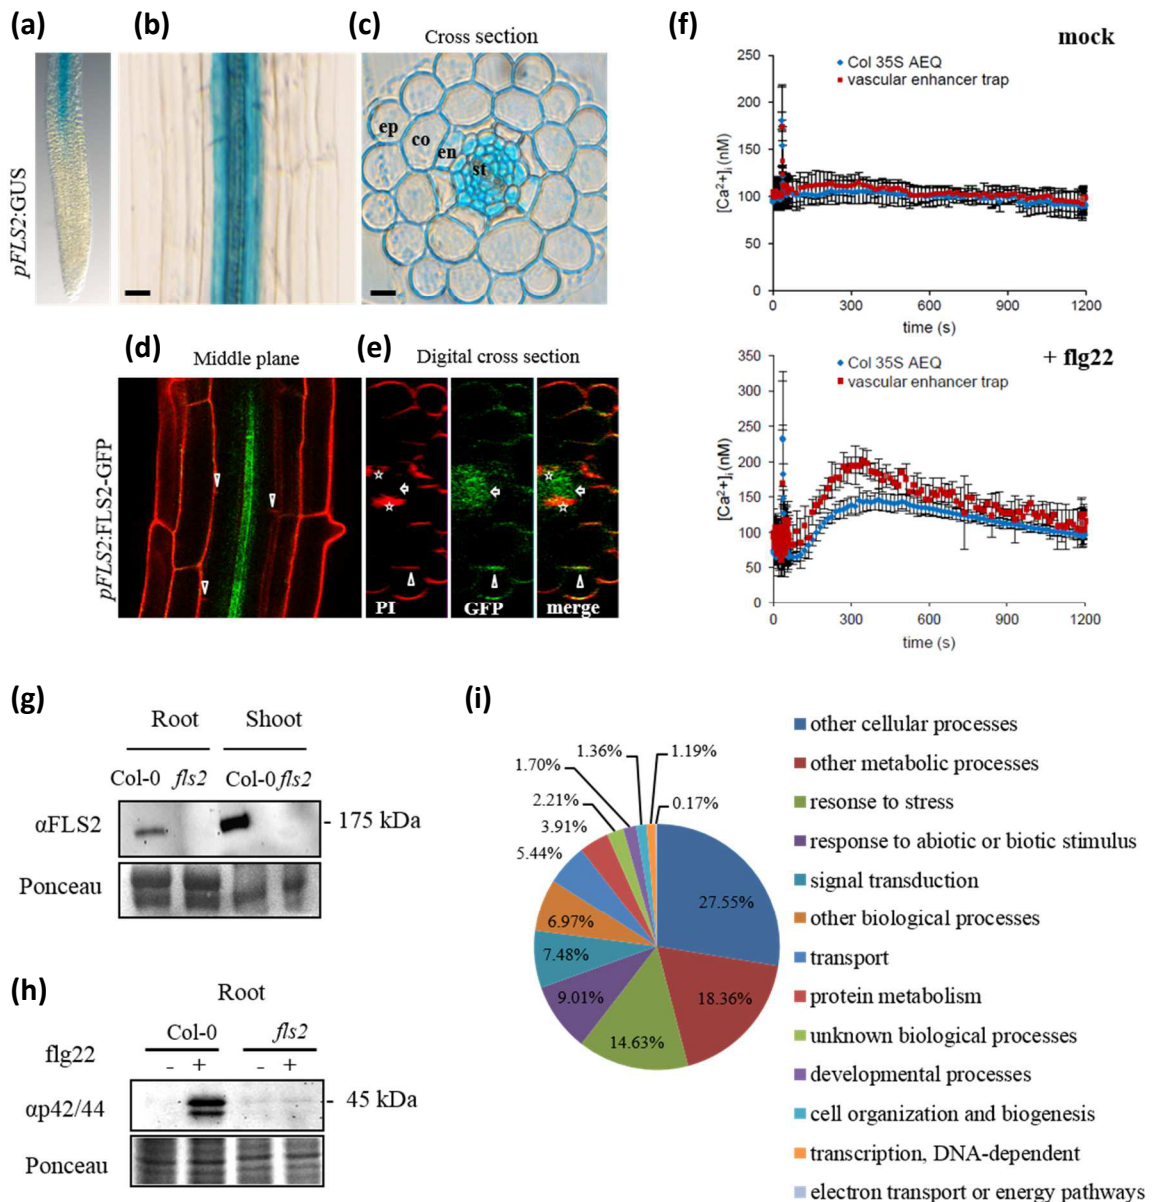 (a)
(b)
(c)
Cross section
pFLS2:GUS
ep
co
en
st
(d)
Middle plane
(e)
Digital cross section
pFLS2:FLS2-GFP
PI
GFP
merge
(f)
mock
Col 35S AEQ
vascular enhancer trap
[Ca²⁺]ᵢ (nM)
250
200
150
100
50
0
0 300 600 900 1200
time (s)
+ flg22
Col 35S AEQ
vascular enhancer trap
[Ca²⁺]ᵢ (nM)
350
300
250
200
150
100
50
0
0 300 600 900 1200
time (s)
(g)
Root Shoot
Col-0 fls2 Col-0 fls2
αFLS2
- 175 kDa
Ponceau
(h)
Root
Col-0 fls2
flg22 - + - +
αp42/44
- 45 kDa
Ponceau
(i)
27.55%
18.36%
14.63%
9.01%
7.48%
6.97%
5.44%
3.91%
2.21%
1.70%
1.36%
1.19%
0.17%
other cellular processes
other metabolic processes
resonse to stress
response to abiotic or biotic stimulus
signal transduction
other biological processes
transport
protein metabolism
unknown biological processes
developmental processes
cell organization and biogenesis
transcription, DNA-dependent
electron transport or energy pathways